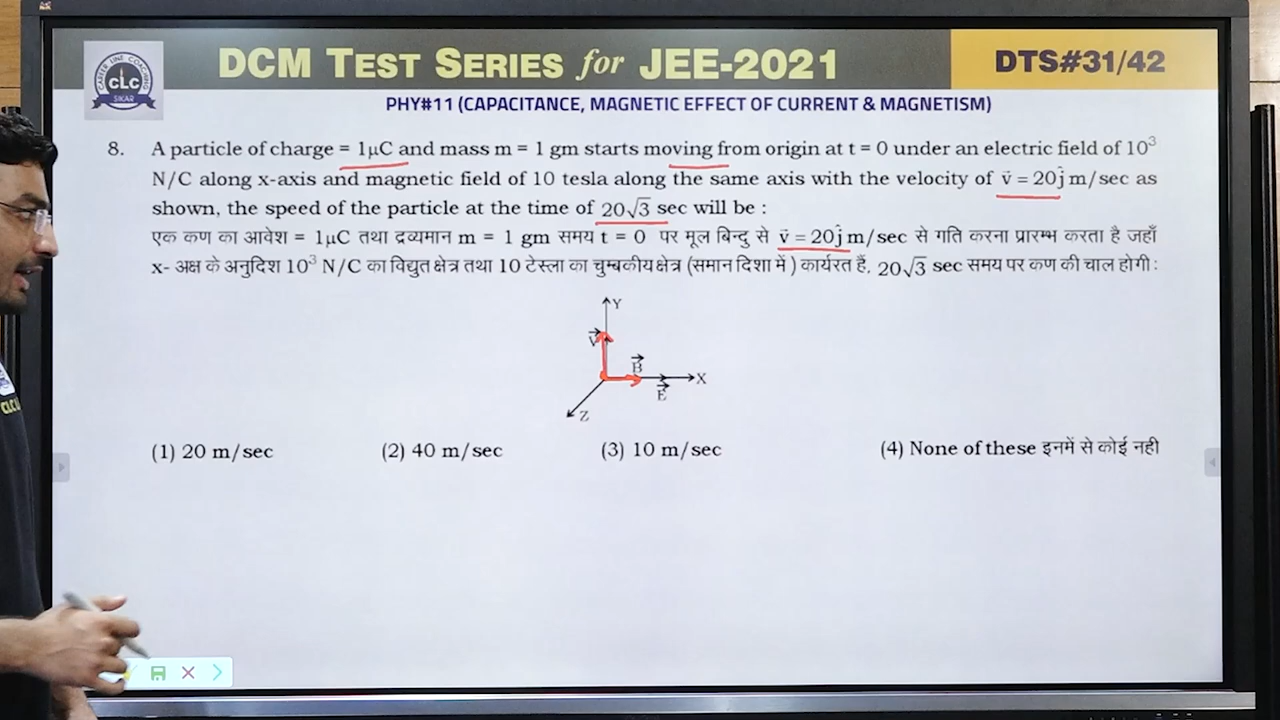 DCM TEST SERIES for JEE-2021
DTS#31/42
CAREER LINE COACHING
CLC
SIKAR
PHY#11 (CAPACITANCE, MAGNETIC EFFECT OF CURRENT & MAGNETISM)
8. A particle of charge = 1μC and mass m = 1 gm starts moving from origin at t = 0 under an electric field of 10³
N/C along x-axis and magnetic field of 10 tesla along the same axis with the velocity of v̄ = 20ĵ m/sec as
shown, the speed of the particle at the time of 20√3 sec will be :
एक कण का आवेश = 1μC तथा द्रव्यमान m = 1 gm समय t = 0 पर मूल बिन्दु से v̄ = 20ĵ m/sec से गति करना प्रारम्भ करता है जहाँ
x- अक्ष के अनुदिश 10³ N/C का विद्युत क्षेत्र तथा 10 टेस्ला का चुम्बकीय क्षेत्र (समान दिशा में ) कार्यरत हैं, 20√3 sec समय पर कण की चाल होगी :
Y
V⃗
B⃗
X
E⃗
Z
(1) 20 m/sec (2) 40 m/sec (3) 10 m/sec (4) None of these इनमें से कोई नही